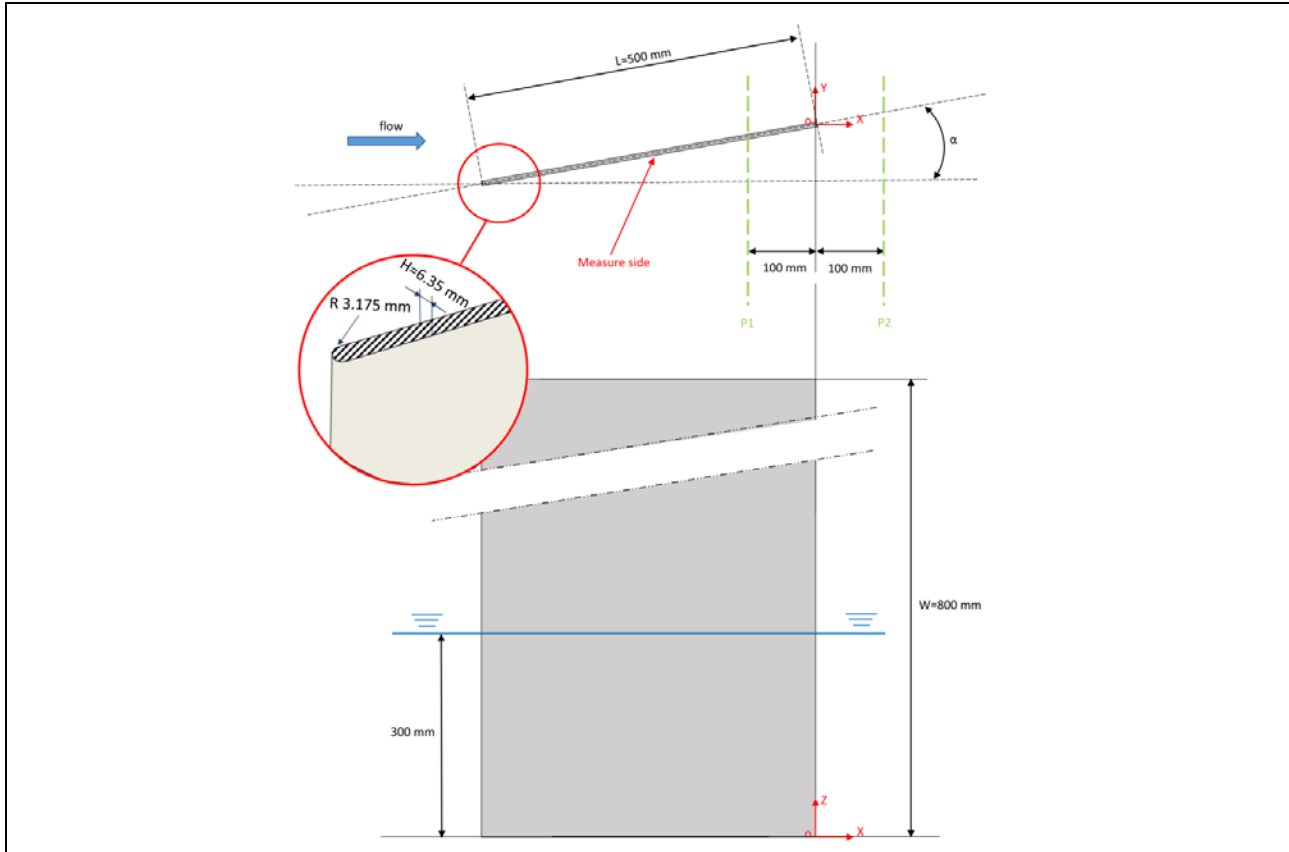 L=500 mm
Y
flow
O
X
α
Measure side
100 mm
100 mm
H=6.35 mm
R 3.175 mm
P1
P2
W=800 mm
300 mm
Z
O
X